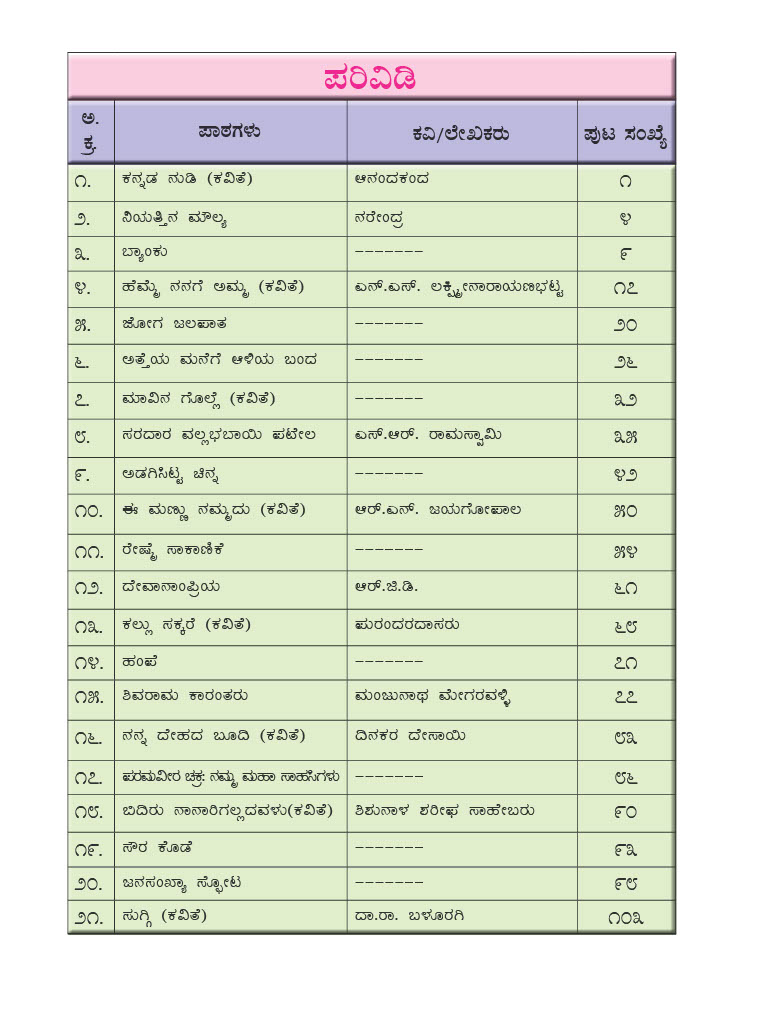 ಪರಿವಿಡಿ
ಅ. ಕ್ರ. ಪಾಠಗಳು ಕವಿ/ಲೇಖಕರು ಪುಟ ಸಂಖ್ಯೆ
೧. ಕನ್ನಡ ನುಡಿ (ಕವಿತೆ) ಆನಂದಕಂದ ೧
೨. ನಿಯತ್ತಿನ ಮೌಲ್ಯ ನರೇಂದ್ರ ೪
೩. ಬ್ಯಾಂಕು ------- ೯
೪. ಹೆಮ್ಮೆ ನನಗೆ ಅಮ್ಮ (ಕವಿತೆ) ಎನ್.ಎಸ್. ಲಕ್ಷ್ಮೀನಾರಾಯಣಭಟ್ಟ ೧೭
೫. ಜೋಗ ಜಲಪಾತ ------- ೨೦
೬. ಅತ್ತೆಯ ಮನೆಗೆ ಆಳಿಯ ಬಂದ ------- ೨೬
೭. ಮಾವಿನ ಗೊಲ್ಲೆ (ಕವಿತೆ) ------- ೩೨
೮. ಸರದಾರ ವಲ್ಲಭಬಾಯಿ ಪಟೇಲ ಎಸ್.ಆರ್. ರಾಮಸ್ವಾಮಿ ೩೫
೯. ಅಡಗಿಸಿಟ್ಟ ಚಿನ್ನ ------- ೪೨
೧೦. ಈ ಮಣ್ಣು ನಮ್ಮದು (ಕವಿತೆ) ಆರ್.ಎನ್. ಜಯಗೋಪಾಲ ೫೦
೧೧. ರೇಷ್ಮೆ ಸಾಕಾಣಿಕೆ ------- ೫೪
೧೨. ದೇವಾನಾಂಪ್ರಿಯ ಆರ್.ಜಿ.ಡಿ. ೬೧
೧೩. ಕಲ್ಲು ಸಕ್ಕರೆ (ಕವಿತೆ) ಪುರಂದರದಾಸರು ೬೮
೧೪. ಹಂಪೆ ------- ೭೧
೧೫. ಶಿವರಾಮ ಕಾರಂತರು ಮಂಜುನಾಥ ಮೇಗರವಳ್ಳಿ ೭೭
೧೬. ನನ್ನ ದೇಹದ ಬೂದಿ (ಕವಿತೆ) ದಿನಕರ ದೇಸಾಯಿ ೮೩
೧೭. ಪರಮವೀರ ಚಕ್ರ: ನಮ್ಮ ಮಹಾ ಸಾಹಸಿಗಳು ------- ೮೬
೧೮. ಬಿದಿರು ನಾನಾರಿಗಲ್ಲದವಳು(ಕವಿತೆ) ಶಿಶುನಾಳ ಶರೀಫ ಸಾಹೇಬರು ೯೦
೧೯. ಸೌರ ಕೊಡೆ ------- ೯೩
೨೦. ಜನಸಂಖ್ಯಾ ಸ್ಫೋಟ ------- ೯೮
೨೧. ಸುಗ್ಗಿ (ಕವಿತೆ) ದಾ.ರಾ. ಬಳೂರಗಿ ೧೦೩